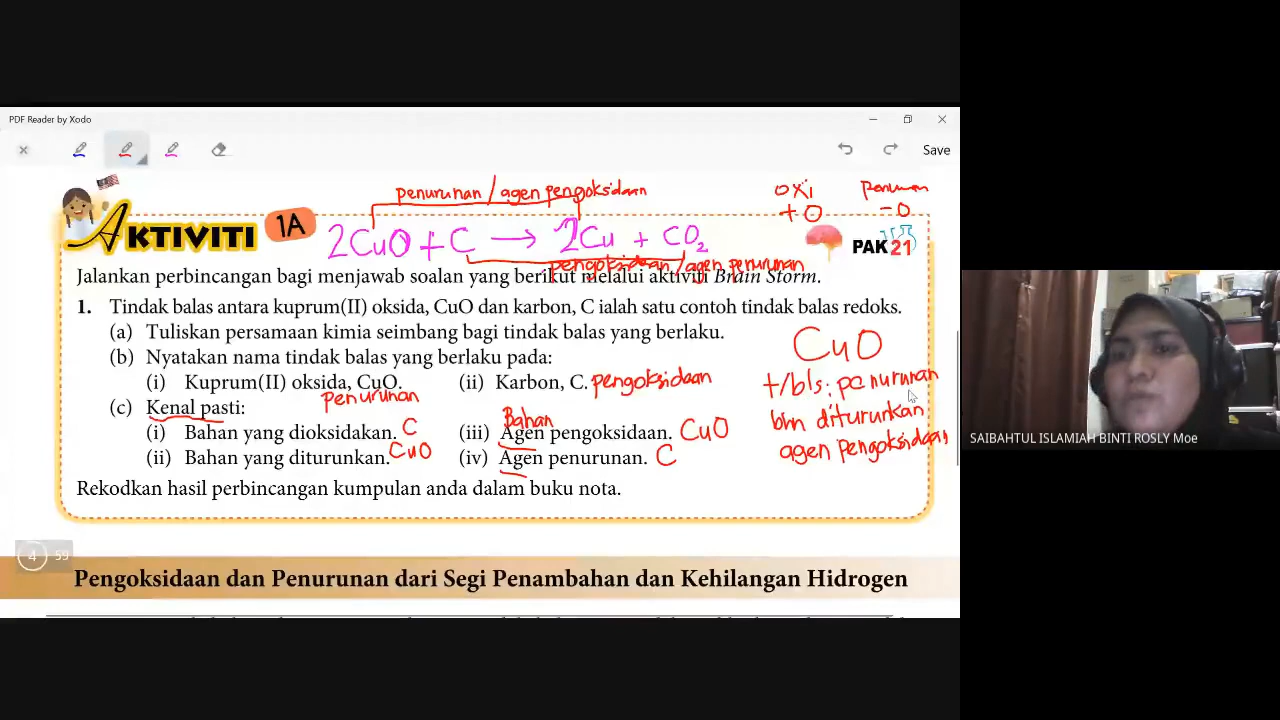 PDF Reader by Xodo
Save
penurunan / agen pengoksidaan
oxi
+ O
penurunan
- O
AKTIVITI 1A
2CuO + C → 2Cu + CO₂
PAK 21
pengoksidaan / agen penurunan
Jalankan perbincangan bagi menjawab soalan yang berikut melalui aktiviti Brain Storm.
1. Tindak balas antara kuprum(II) oksida, CuO dan karbon, C ialah satu contoh tindak balas redoks.
(a) Tuliskan persamaan kimia seimbang bagi tindak balas yang berlaku.
(b) Nyatakan nama tindak balas yang berlaku pada:
(i) Kuprum(II) oksida, CuO. penurunan
(ii) Karbon, C. pengoksidaan
(c) Kenal pasti:
(i) Bahan yang dioksidakan. C
(ii) Bahan yang diturunkan. CuO
Bahan
(iii) Agen pengoksidaan. CuO
(iv) Agen penurunan. C
CuO
t/bls: penurunan
bhn diturunkan
agen pengoksidaan
Rekodkan hasil perbincangan kumpulan anda dalam buku nota.
4 59
Pengoksidaan dan Penurunan dari Segi Penambahan dan Kehilangan Hidrogen
SAIBAHTUL ISLAMIAH BINTI ROSLY Moe